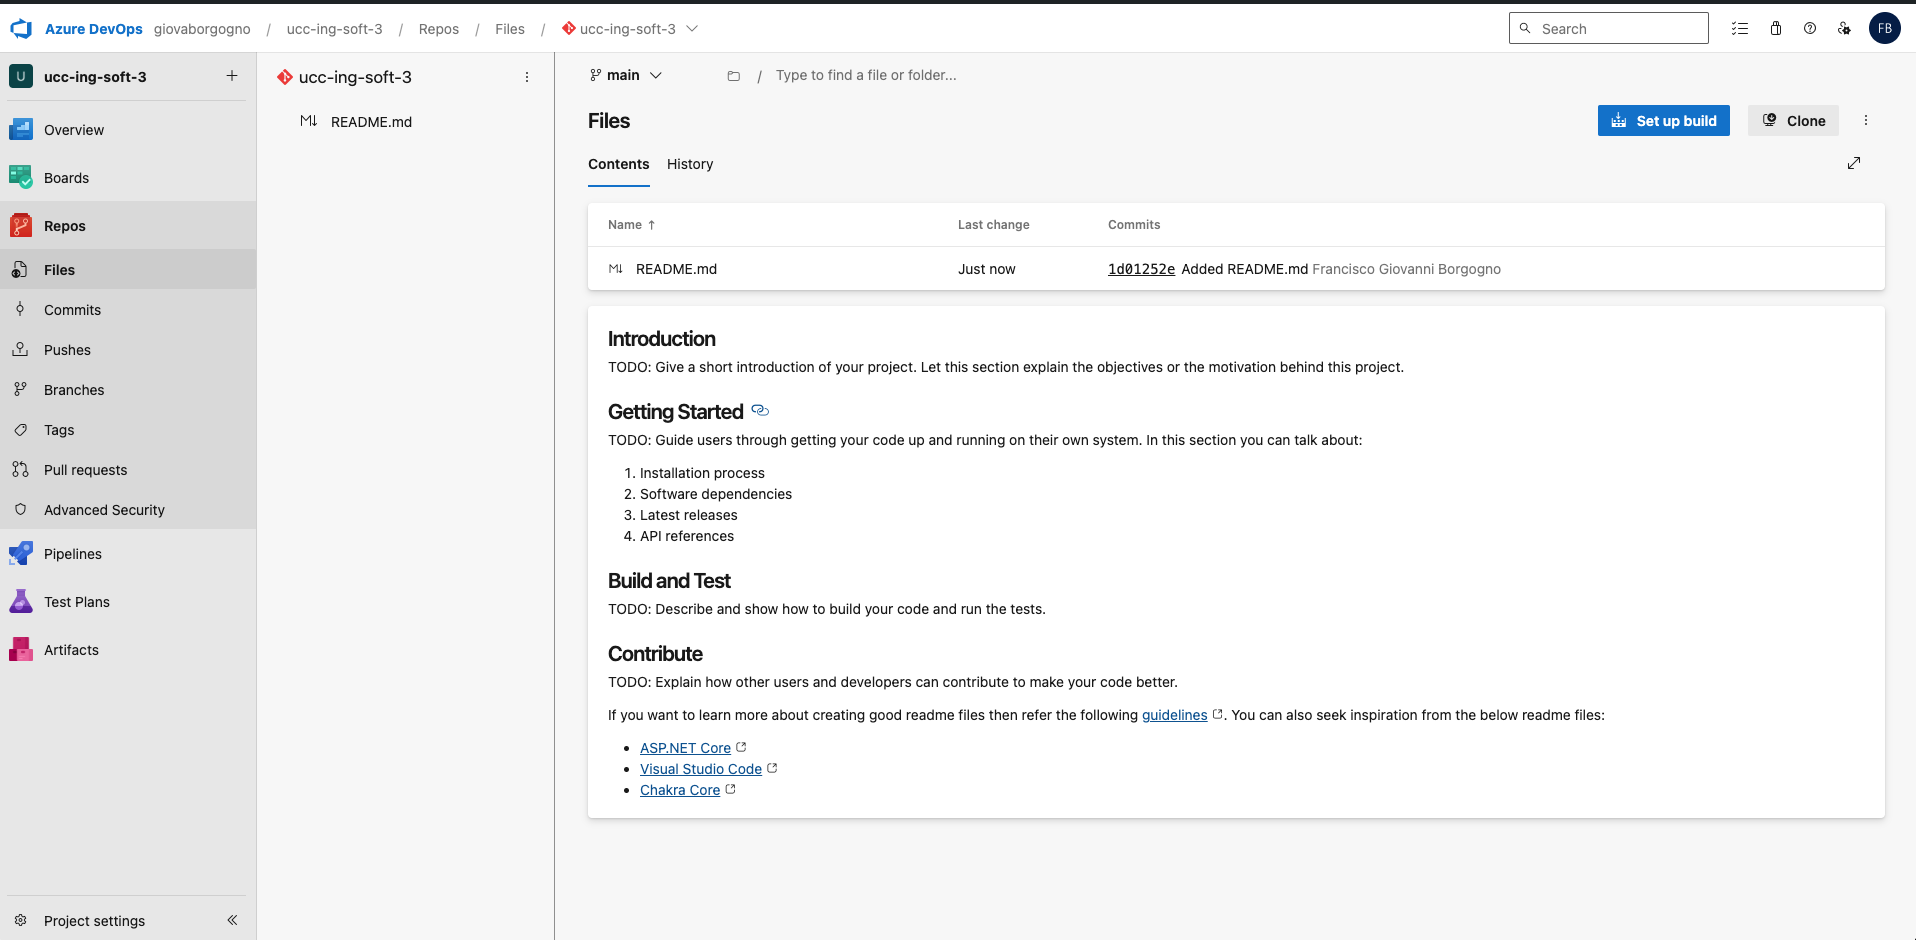 Azure DevOps giovaborgogno / ucc-ing-soft-3 / Repos / Files / ucc-ing-soft-3
Search
FB
U ucc-ing-soft-3
Overview
Boards
Repos
Files
Commits
Pushes
Branches
Tags
Pull requests
Advanced Security
Pipelines
Test Plans
Artifacts
Project settings
ucc-ing-soft-3
README.md
main
/ Type to find a file or folder...
Files
Set up build
Clone
Contents History
Name Last change Commits
README.md Just now 1d01252e Added README.md Francisco Giovanni Borgogno
Introduction
TODO: Give a short introduction of your project. Let this section explain the objectives or the motivation behind this project.
Getting Started
TODO: Guide users through getting your code up and running on their own system. In this section you can talk about:
1. Installation process
2. Software dependencies
3. Latest releases
4. API references
Build and Test
TODO: Describe and show how to build your code and run the tests.
Contribute
TODO: Explain how other users and developers can contribute to make your code better.
If you want to learn more about creating good readme files then refer the following guidelines. You can also seek inspiration from the below readme files:
• ASP.NET Core
• Visual Studio Code
• Chakra Core